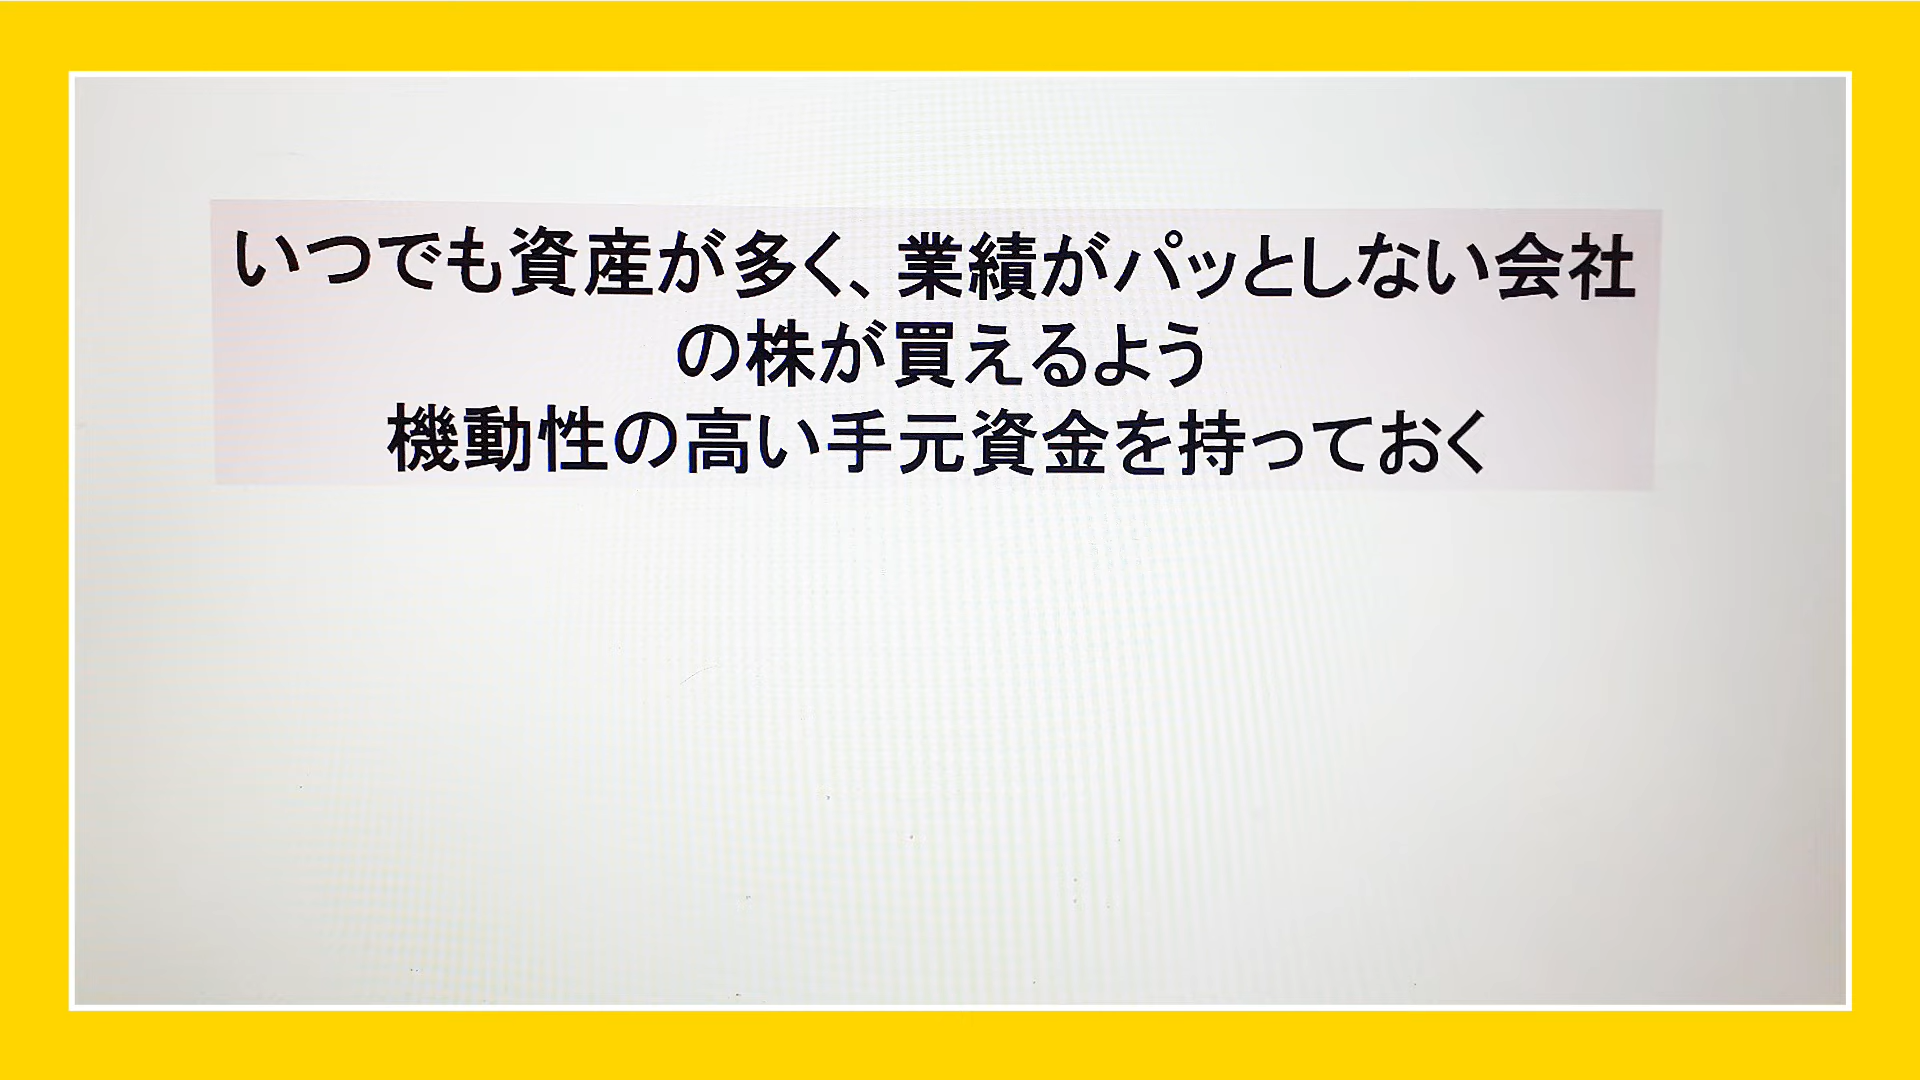 いつでも資産が多く、業績がパッとしない会社
の株が買えるよう
機動性の高い手元資金を持っておく